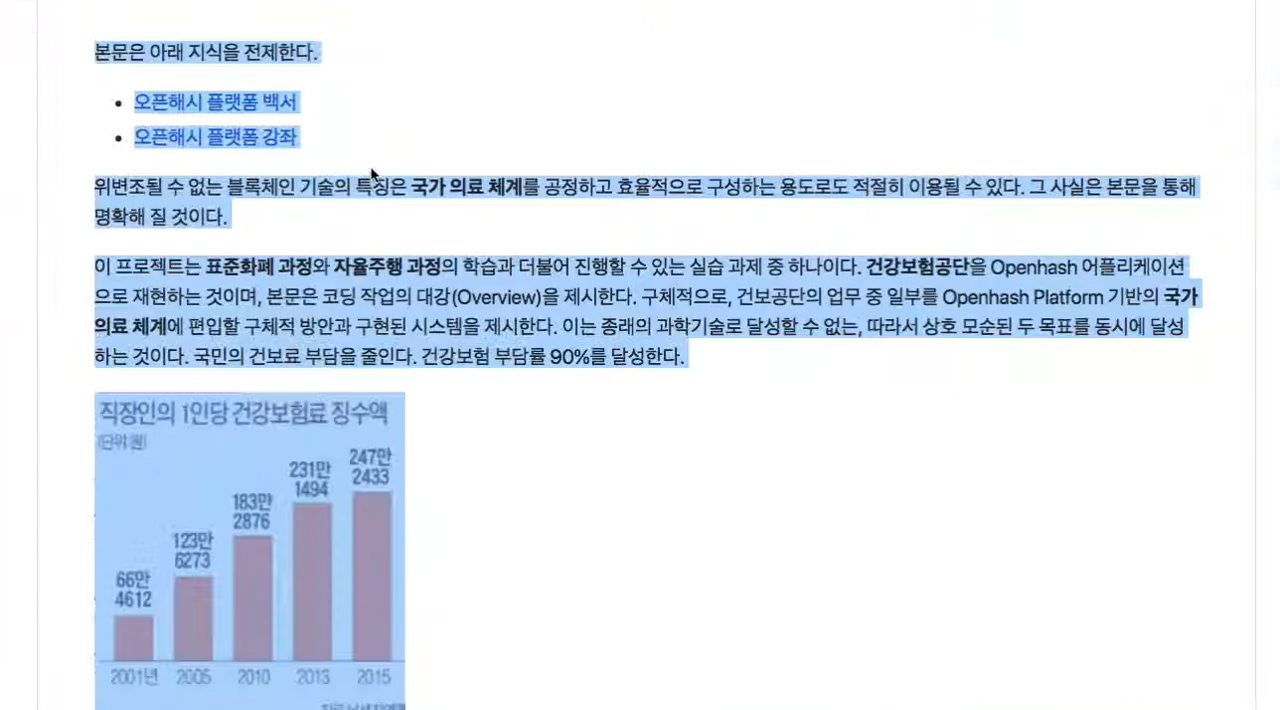 본문은 아래 지식을 전제한다.
오픈해시 플랫폼 백서
오픈해시 플랫폼 강좌
위변조될 수 없는 블록체인 기술의 특징은 국가 의료 체계를 공정하고 효율적으로 구성하는 용도로도 적절히 이용될 수 있다. 그 사실은 본문을 통해
명확해 질 것이다.
이 프로젝트는 표준화폐 과정와 자율주행 과정의 학습과 더불어 진행할 수 있는 실습 과제 중 하나이다. 건강보험공단을 Openhash 어플리케이션
으로 재현하는 것이며, 본문은 코딩 작업의 대강(Overview)을 제시한다. 구체적으로, 건보공단의 업무 중 일부를 Openhash Platform 기반의 국가
의료 체계에 편입할 구체적 방안과 구현된 시스템을 제시한다. 이는 종래의 과학기술로 달성할 수 없는, 따라서 상호 모순된 두 목표를 동시에 달성
하는 것이다. 국민의 건보료 부담을 줄인다. 건강보험 부담률 90%를 달성한다.
직장인의 1인당 건강보험료 징수액
(단위 원)
66만
4612
123만
6273
183만
2876
231만
1494
247만
2433
2001년 2005 2010 2013 2015